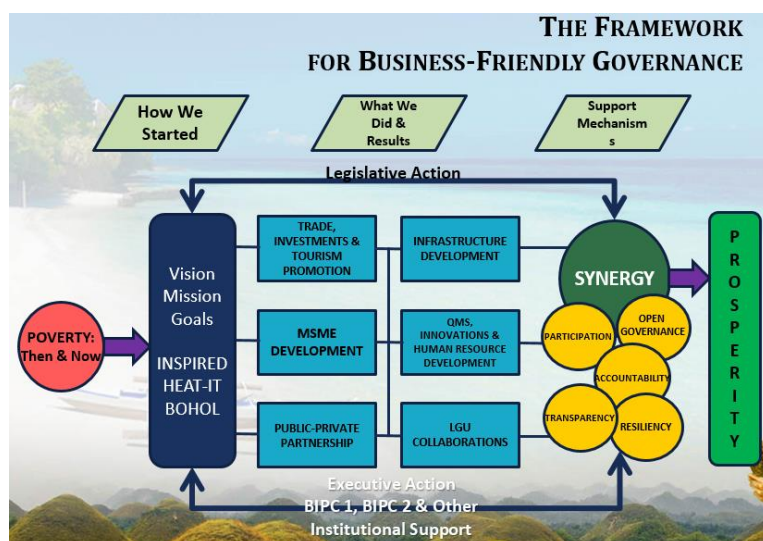 THE FRAMEWORK
FOR BUSINESS-FRIENDLY GOVERNANCE
How We
Started
What We
Did &
Results
Support
Mechanism
s
Legislative Action
POVERTY:
Then & Now
Vision
Mission
Goals
INSPIRED
HEAT-IT
BOHOL
TRADE,
INVESTMENTS &
TOURISM
PROMOTION
INFRASTRUCTURE
DEVELOPMENT
MSME
DEVELOPMENT
QMS,
INNOVATIONS &
HUMAN RESOURCE
DEVELOPMENT
PUBLIC-PRIVATE
PARTNERSHIP
LGU
COLLABORATIONS
SYNERGY
PARTICIPATION
OPEN
GOVERNANCE
ACCOUNTABILITY
TRANSPARENCY
RESILIENCY
P
R
O
S
P
E
R
I
T
Y
Executive Action
BIPC 1, BIPC 2 & Other
Institutional Support